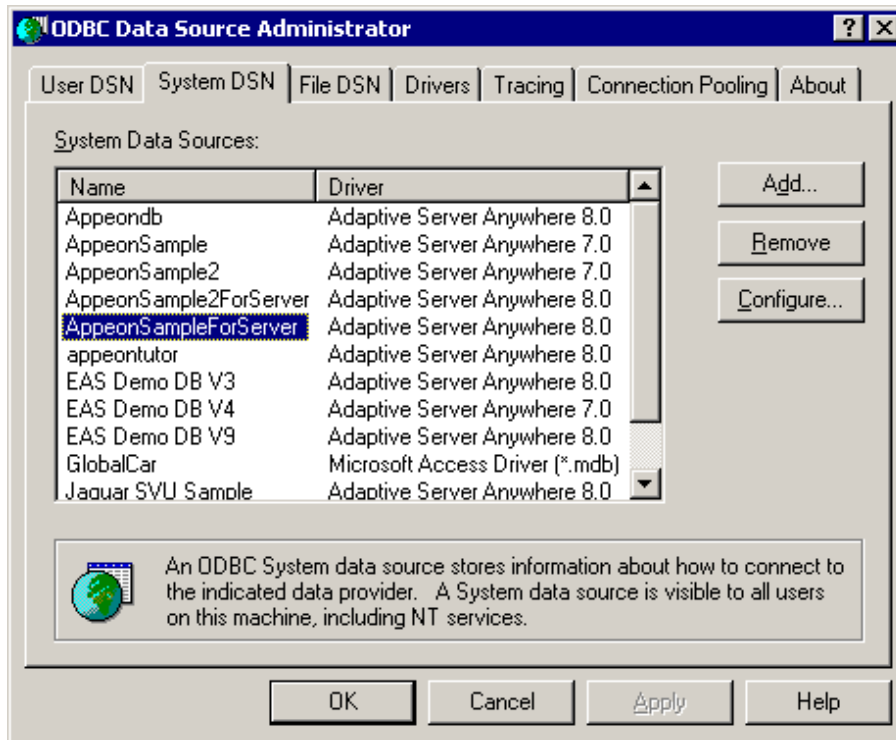 ODBC Data Source Administrator
User DSN System DSN File DSN Drivers Tracing Connection Pooling About
System Data Sources:
Name Driver
Appeondb Adaptive Server Anywhere 8.0
AppeonSample Adaptive Server Anywhere 7.0
AppeonSample2 Adaptive Server Anywhere 7.0
AppeonSample2ForServer Adaptive Server Anywhere 8.0
AppeonSampleForServer Adaptive Server Anywhere 8.0
appeontutor Adaptive Server Anywhere 8.0
EAS Demo DB V3 Adaptive Server Anywhere 8.0
EAS Demo DB V4 Adaptive Server Anywhere 7.0
EAS Demo DB V9 Adaptive Server Anywhere 8.0
GlobalCar Microsoft Access Driver (*.mdb)
Jaguar SVU Sample Adaptive Server Anywhere 8.0
Add...
Remove
Configure...
An ODBC System data source stores information about how to connect to
the indicated data provider. A System data source is visible to all users
on this machine, including NT services.
OK Cancel Apply Help